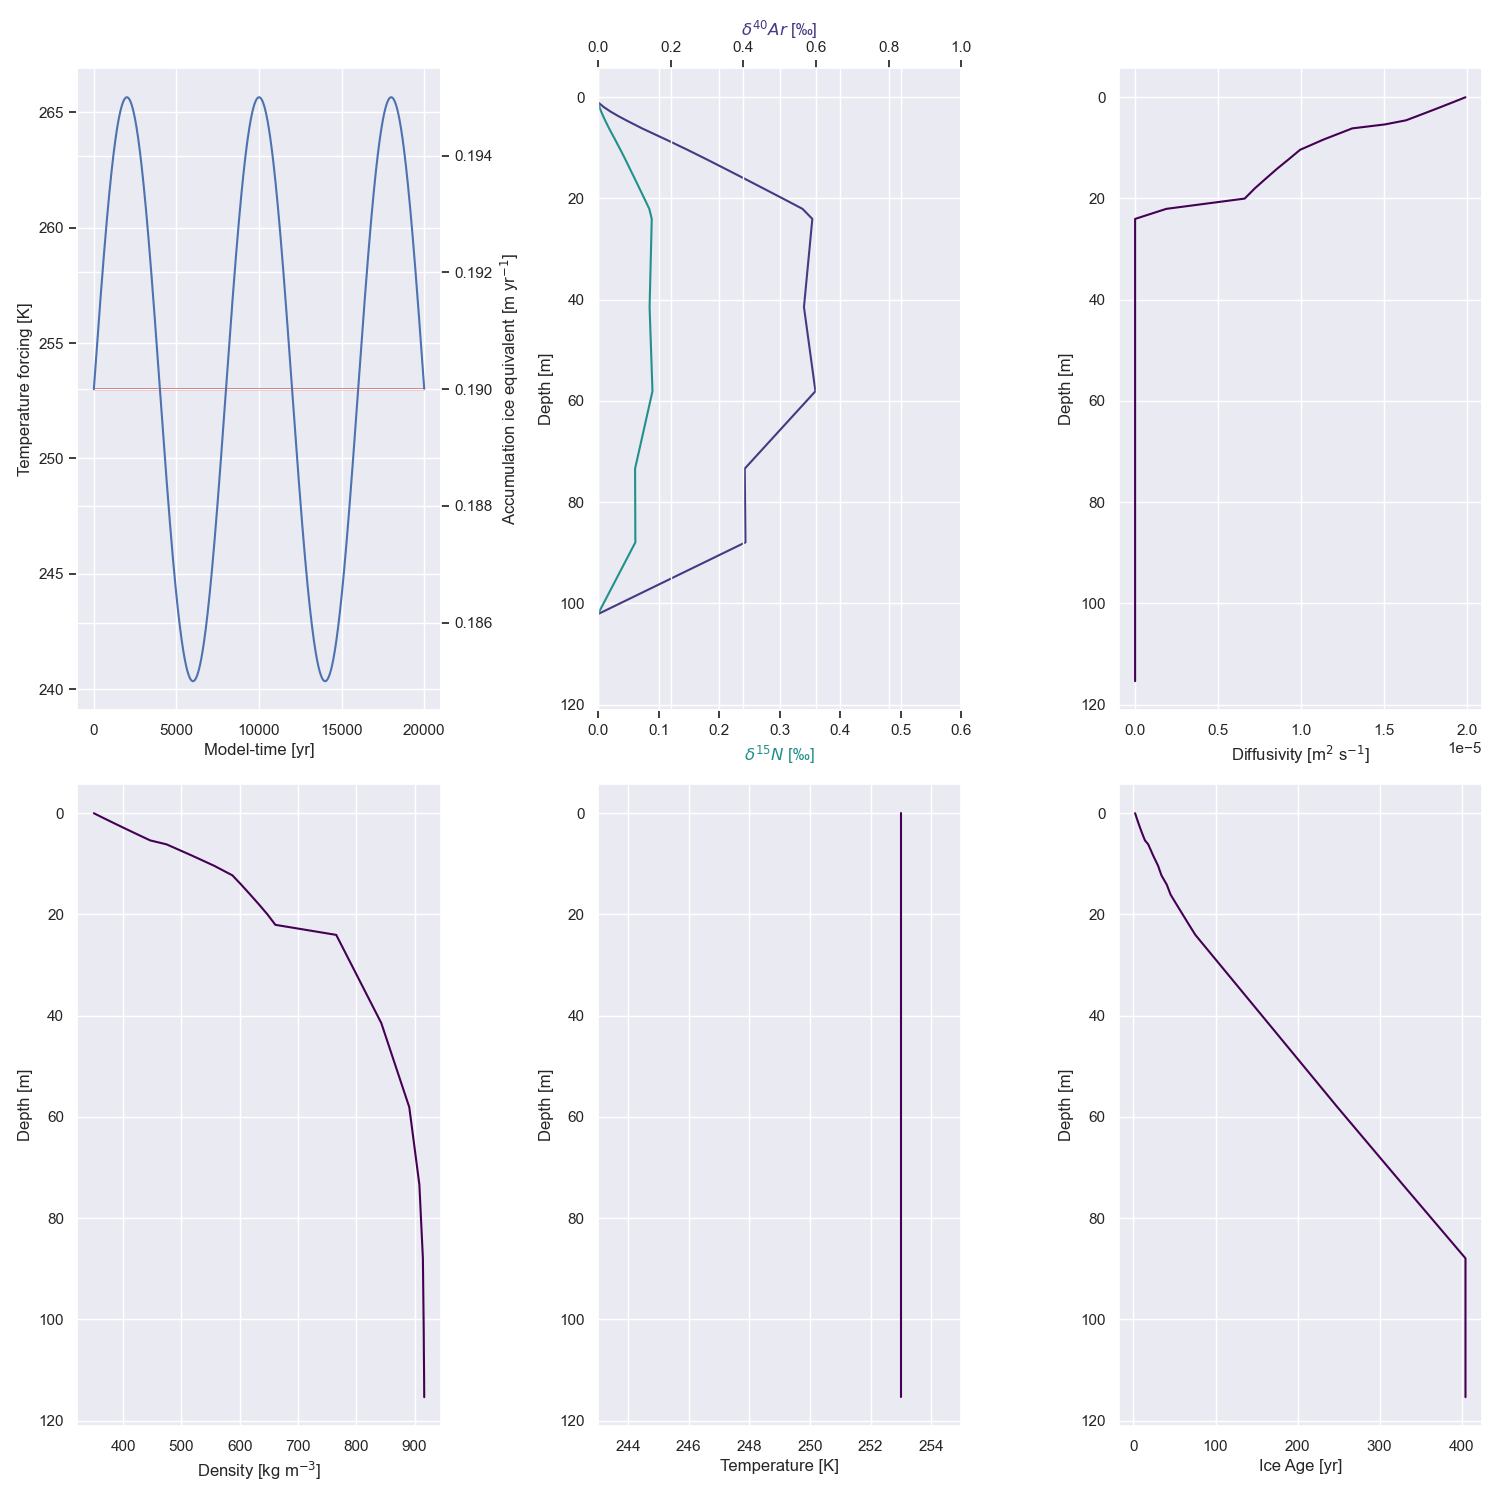 265
260
255
250
245
240
Temperature forcing [K]
0 5000 10000 15000 20000
Model-time [yr]
0.194
0.192
0.190
0.188
0.186
Accumulation ice equivalent [m yr⁻¹]
δ⁴⁰Ar [‰]
0.0 0.2 0.4 0.6 0.8 1.0
0
20
40
60
80
100
120
Depth [m]
0.0 0.1 0.2 0.3 0.4 0.5 0.6
δ¹⁵N [‰]
0
20
40
60
80
100
120
Depth [m]
0.0 0.5 1.0 1.5 2.0
1e−5
Diffusivity [m² s⁻¹]
0
20
40
60
80
100
120
Depth [m]
400 500 600 700 800 900
Density [kg m⁻³]
0
20
40
60
80
100
120
Depth [m]
244 246 248 250 252 254
Temperature [K]
0
20
40
60
80
100
120
Depth [m]
0 100 200 300 400
Ice Age [yr]